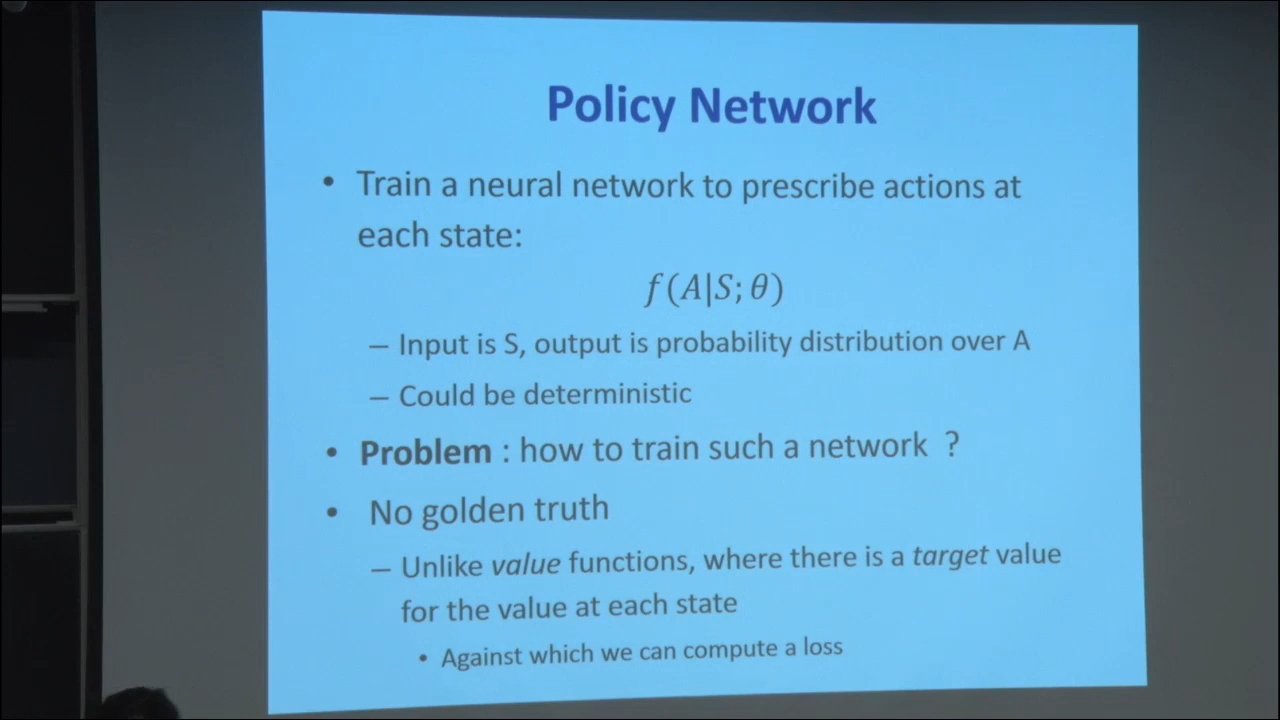 Policy Network
• Train a neural network to prescribe actions at
each state:
f(A|S; θ)
– Input is S, output is probability distribution over A
– Could be deterministic
• Problem : how to train such a network ?
• No golden truth
– Unlike value functions, where there is a target value
for the value at each state
• Against which we can compute a loss